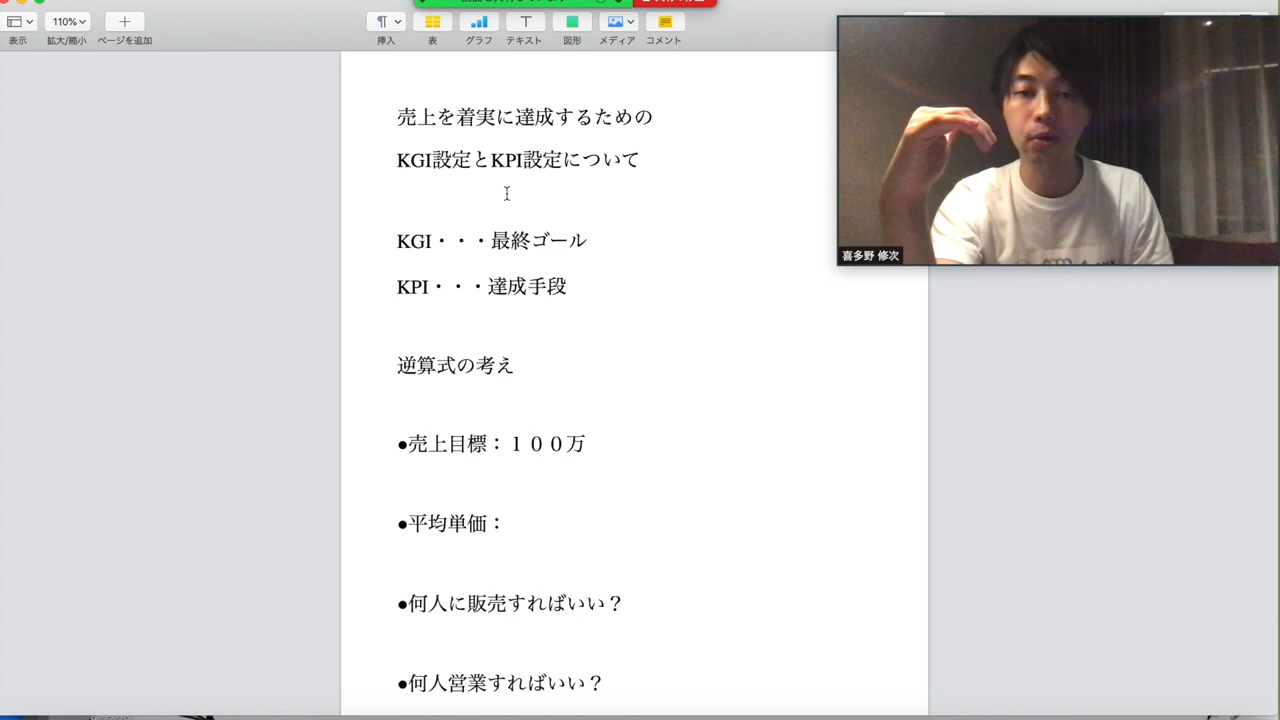 110%
表示
拡大/縮小
ページを追加
挿入
表
グラフ
テキスト
図形
メディア
コメント
売上を着実に達成するための
KGI設定とKPI設定について
KGI・・・最終ゴール
KPI・・・達成手段
逆算式の考え
●売上目標：１００万
●平均単価：
●何人に販売すればいい？
●何人営業すればいい？
喜多野 修次